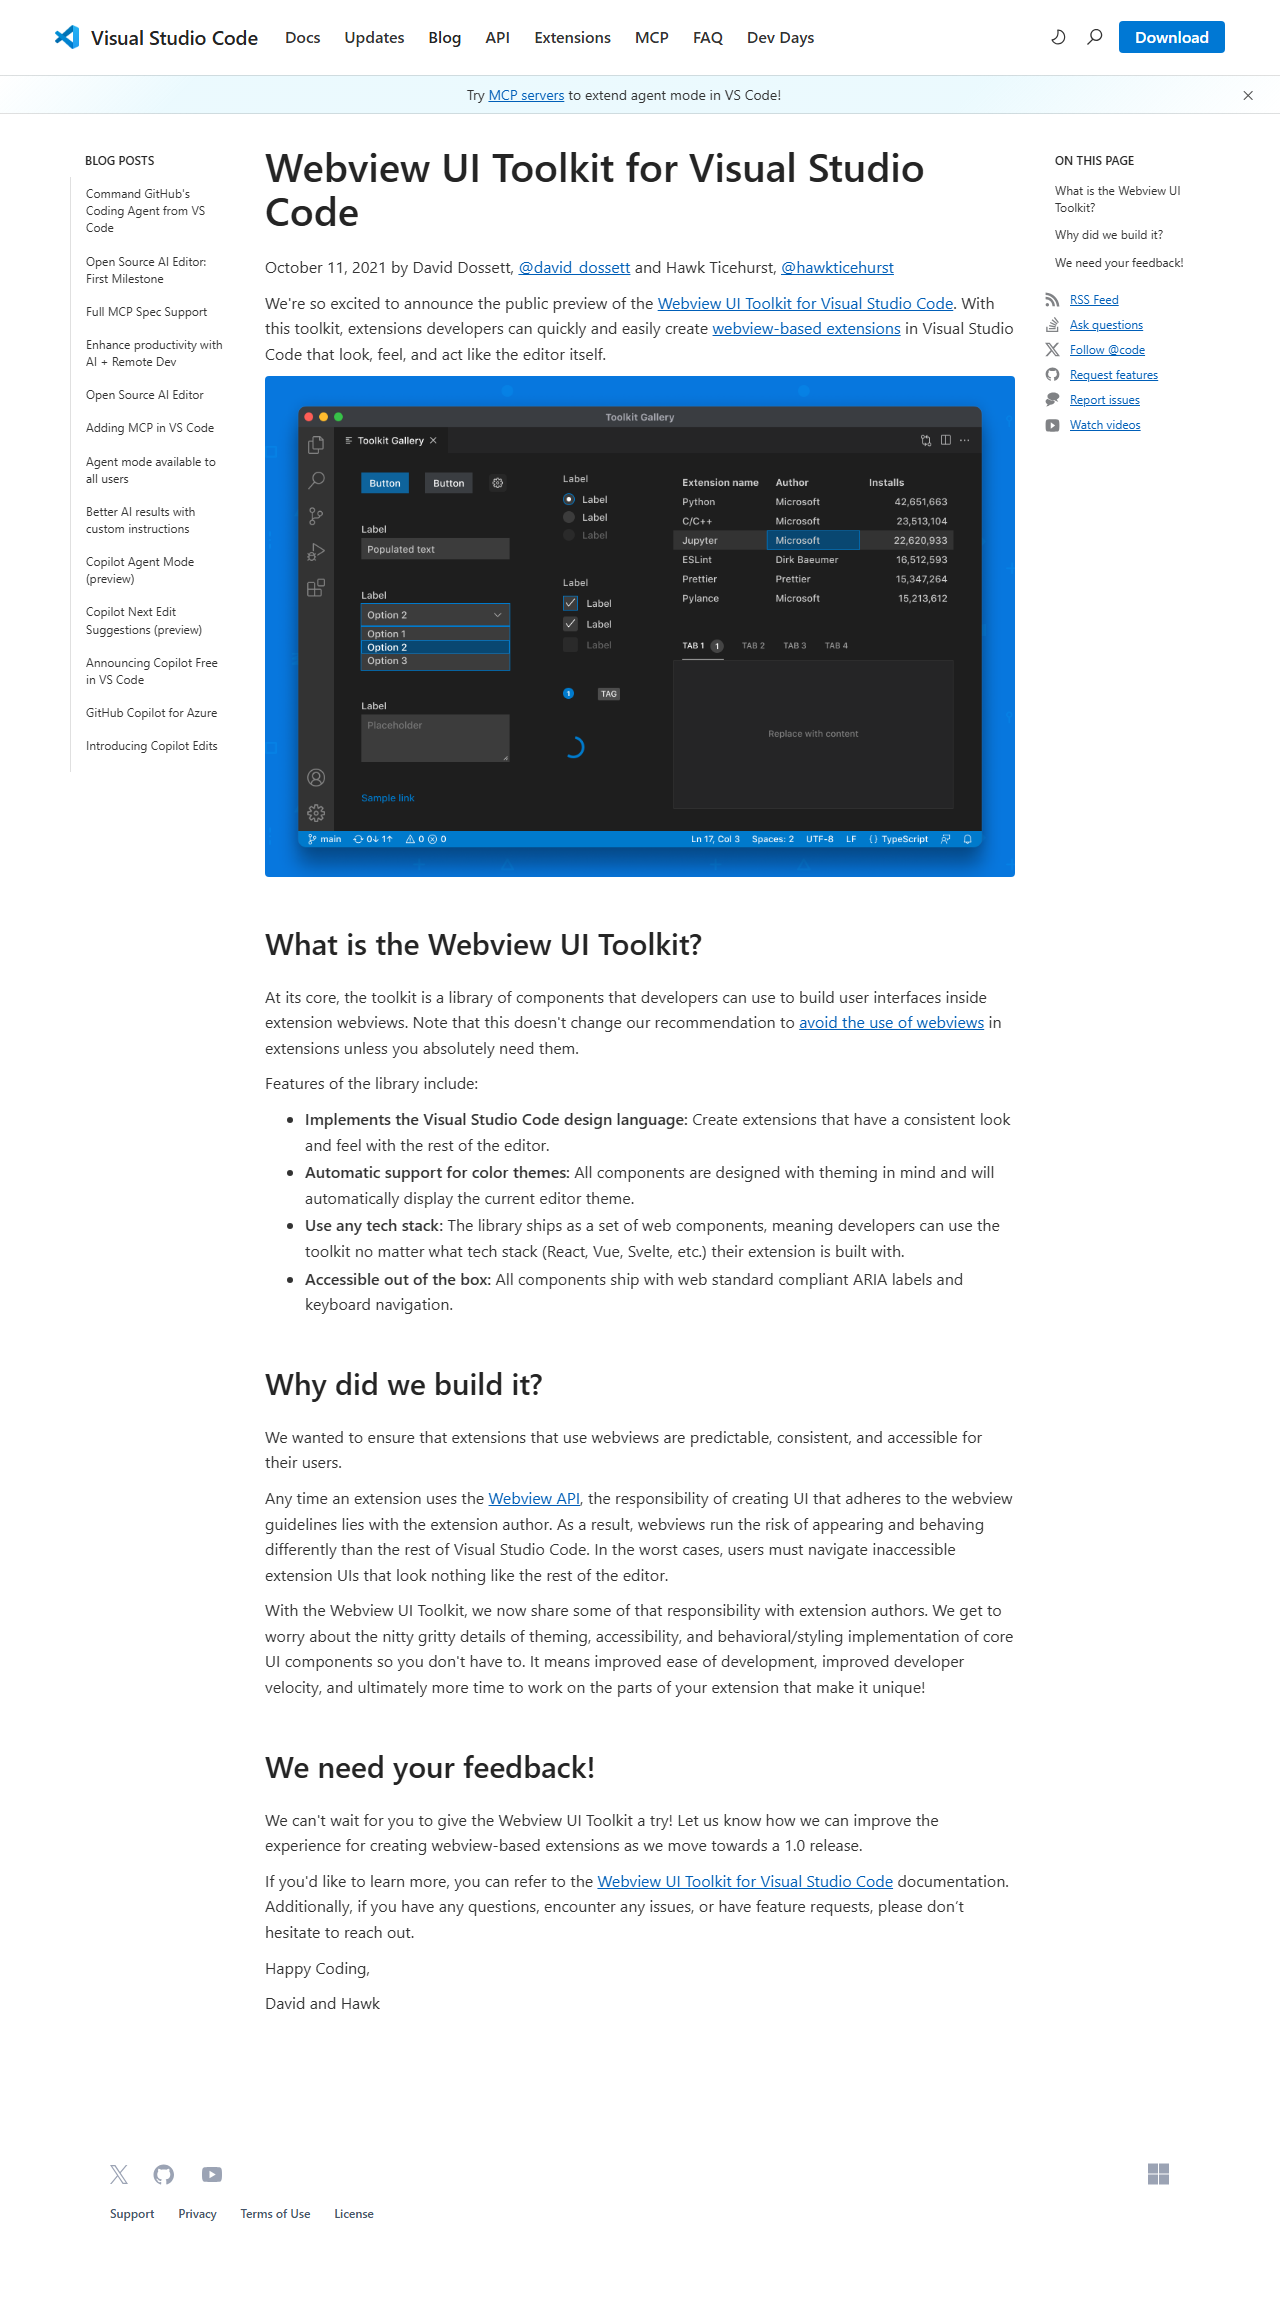 Visual Studio Code
Docs
Updates
Blog
API
Extensions
MCP
FAQ
Dev Days
Download
Try MCP servers to extend agent mode in VS Code!
BLOG POSTS
Command GitHub's
Coding Agent from VS
Code
Open Source AI Editor:
First Milestone
Full MCP Spec Support
Enhance productivity with
AI + Remote Dev
Open Source AI Editor
Adding MCP in VS Code
Agent mode available to
all users
Better AI results with
custom instructions
Copilot Agent Mode
(preview)
Copilot Next Edit
Suggestions (preview)
Announcing Copilot Free
in VS Code
GitHub Copilot for Azure
Introducing Copilot Edits
Webview UI Toolkit for Visual Studio
Code
October 11, 2021 by David Dossett, @david_dossett and Hawk Ticehurst, @hawkticehurst
We're so excited to announce the public preview of the Webview UI Toolkit for Visual Studio Code. With
this toolkit, extensions developers can quickly and easily create webview-based extensions in Visual Studio
Code that look, feel, and act like the editor itself.
Toolkit Gallery
Toolkit Gallery
Button
Button
Label
Populated text
Label
Option 2
Option 1
Option 2
Option 3
Label
Placeholder
Sample link
Label
Label
Label
Label
Label
Label
Label
Label
1
TAG
Extension name Author Installs
Python Microsoft 42,651,663
C/C++ Microsoft 23,513,104
Jupyter Microsoft 22,620,933
ESLint Dirk Baeumer 16,512,593
Prettier Prettier 15,347,264
Pylance Microsoft 15,213,612
TAB 1 1 TAB 2 TAB 3 TAB 4
Replace with content
main 0↓ 1↑ 0 0 Ln 17, Col 3 Spaces: 2 UTF-8 LF { } TypeScript
What is the Webview UI Toolkit?
At its core, the toolkit is a library of components that developers can use to build user interfaces inside
extension webviews. Note that this doesn't change our recommendation to avoid the use of webviews in
extensions unless you absolutely need them.
Features of the library include:
• Implements the Visual Studio Code design language: Create extensions that have a consistent look
and feel with the rest of the editor.
• Automatic support for color themes: All components are designed with theming in mind and will
automatically display the current editor theme.
• Use any tech stack: The library ships as a set of web components, meaning developers can use the
toolkit no matter what tech stack (React, Vue, Svelte, etc.) their extension is built with.
• Accessible out of the box: All components ship with web standard compliant ARIA labels and
keyboard navigation.
Why did we build it?
We wanted to ensure that extensions that use webviews are predictable, consistent, and accessible for
their users.
Any time an extension uses the Webview API, the responsibility of creating UI that adheres to the webview
guidelines lies with the extension author. As a result, webviews run the risk of appearing and behaving
differently than the rest of Visual Studio Code. In the worst cases, users must navigate inaccessible
extension UIs that look nothing like the rest of the editor.
With the Webview UI Toolkit, we now share some of that responsibility with extension authors. We get to
worry about the nitty gritty details of theming, accessibility, and behavioral/styling implementation of core
UI components so you don't have to. It means improved ease of development, improved developer
velocity, and ultimately more time to work on the parts of your extension that make it unique!
We need your feedback!
We can't wait for you to give the Webview UI Toolkit a try! Let us know how we can improve the
experience for creating webview-based extensions as we move towards a 1.0 release.
If you'd like to learn more, you can refer to the Webview UI Toolkit for Visual Studio Code documentation.
Additionally, if you have any questions, encounter any issues, or have feature requests, please don’t
hesitate to reach out.
Happy Coding,
David and Hawk
ON THIS PAGE
What is the Webview UI
Toolkit?
Why did we build it?
We need your feedback!
RSS Feed
Ask questions
Follow @code
Request features
Report issues
Watch videos
Support
Privacy
Terms of Use
License